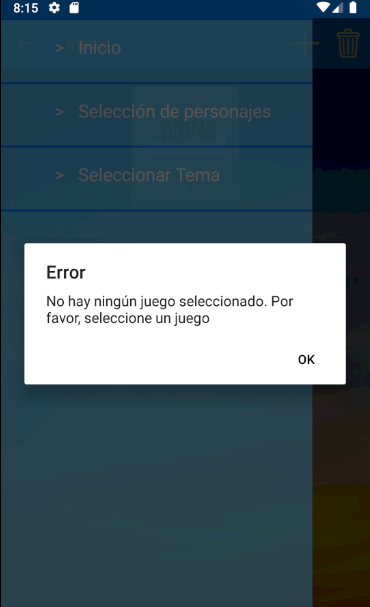 8:15
> Inicio
> Selección de personajes
> Seleccionar Tema
Error
No hay ningún juego seleccionado. Por
favor, seleccione un juego
OK